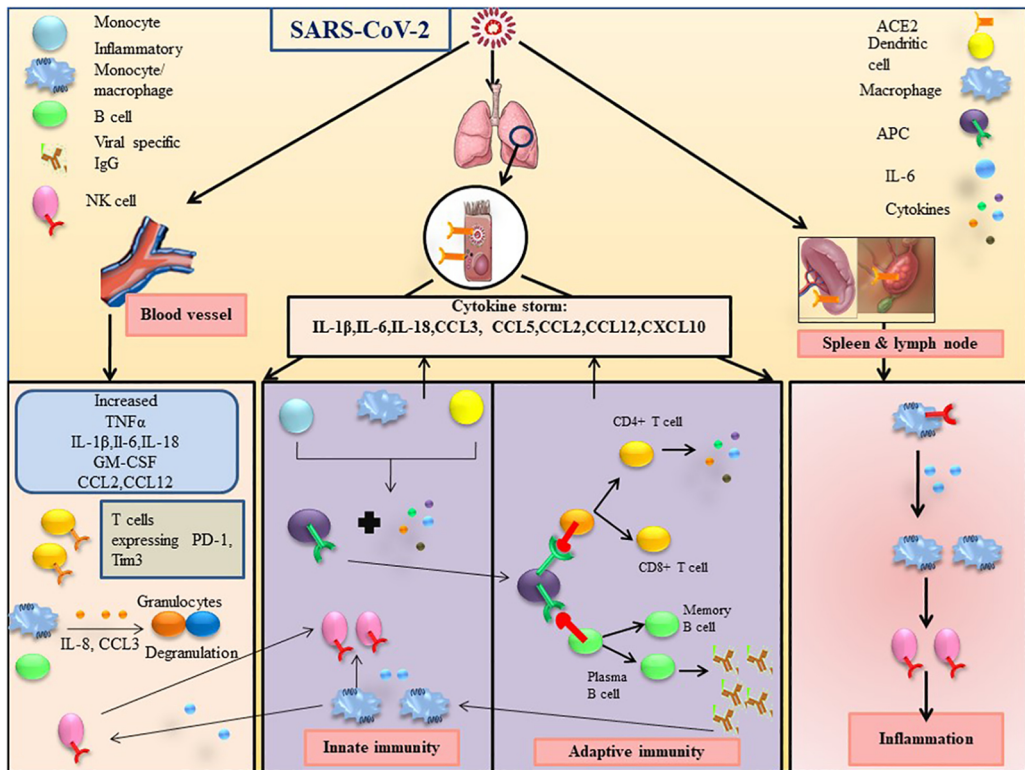 SARS-CoV-2
Monocyte
Inflammatory
Monocyte/
macrophage
B cell
Viral specific
IgG
NK cell
ACE2
Dendritic
cell
Macrophage
APC
IL-6
Cytokines
Blood vessel
Cytokine storm:
IL-1β,IL-6,IL-18,CCL3, CCL5,CCL2,CCL12,CXCL10
Spleen & lymph node
Increased
TNFα
IL-1β,Il-6,IL-18
GM-CSF
CCL2,CCL12
T cells
expressing PD-1,
Tim3
Granulocytes
IL-8, CCL3
Degranulation
Innate immunity
CD4+ T cell
CD8+ T cell
Memory
B cell
Plasma
B cell
Adaptive immunity
Inflammation